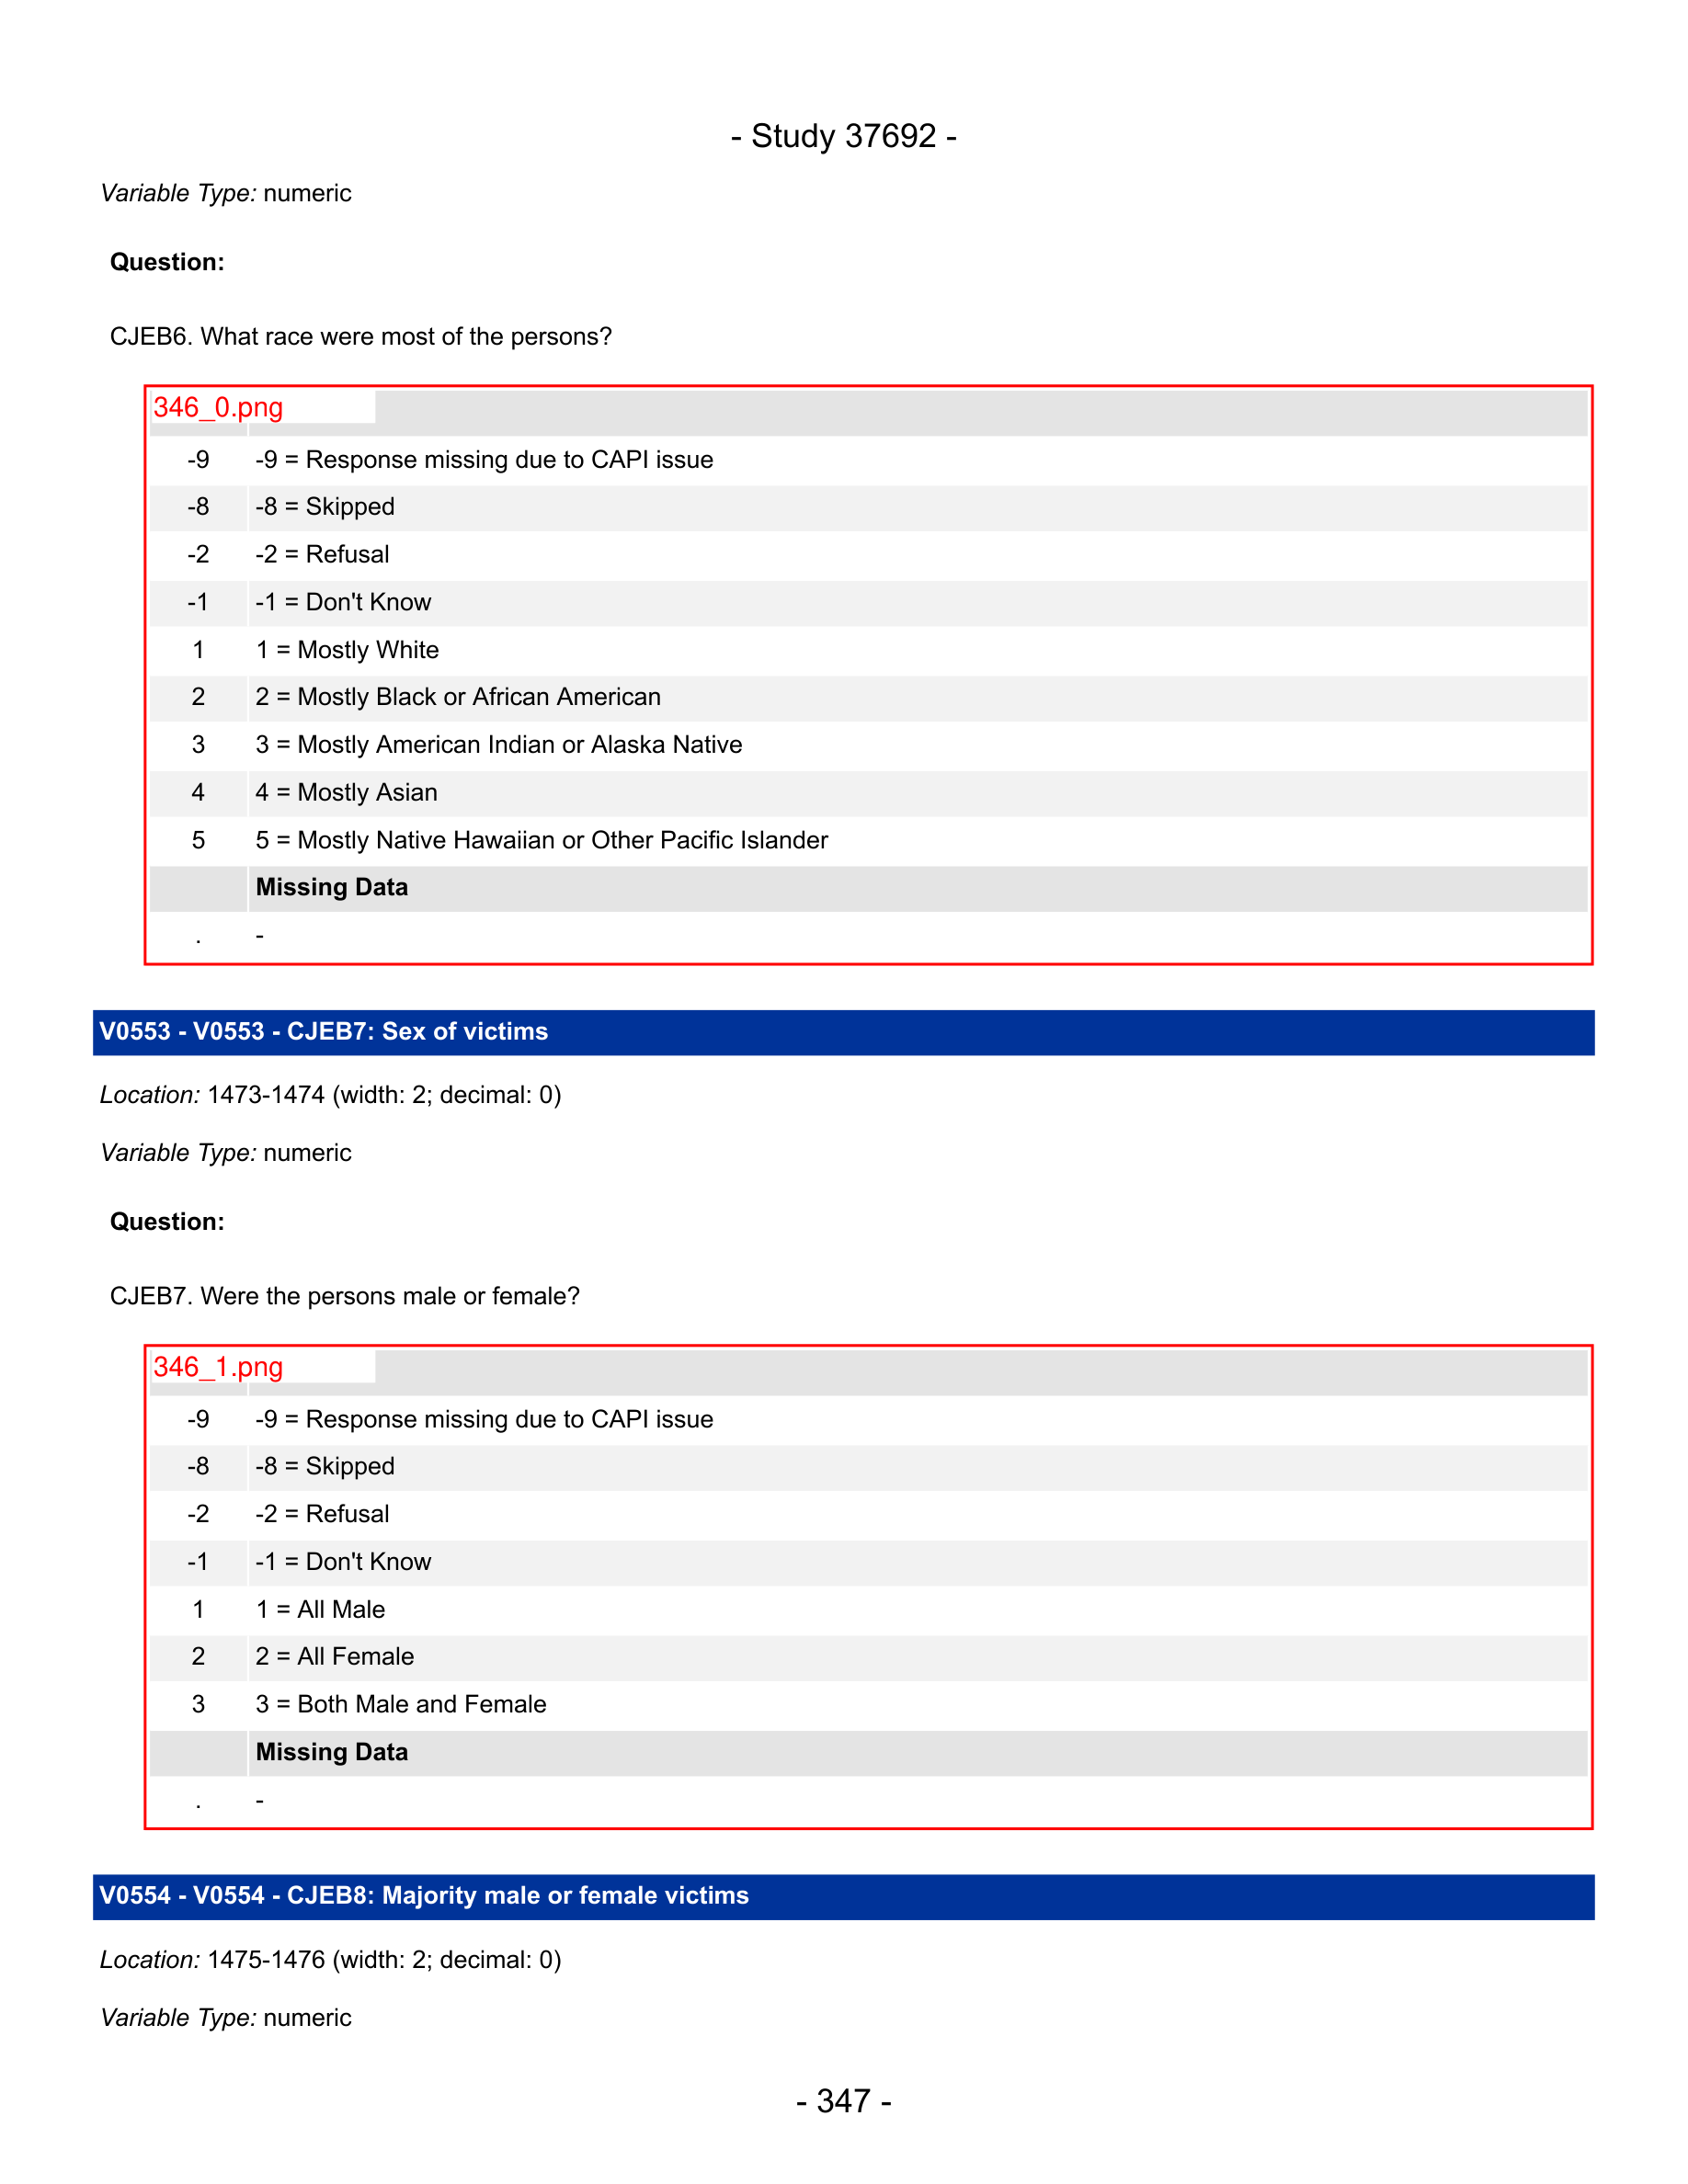 - Study 37692 -
Variable Type: numeric
Question:
CJEB6. What race were most of the persons?
346_0.png
-9 -9 = Response missing due to CAPI issue
-8 -8 = Skipped
-2 -2 = Refusal
-1 -1 = Don't Know
1 1 = Mostly White
2 2 = Mostly Black or African American
3 3 = Mostly American Indian or Alaska Native
4 4 = Mostly Asian
5 5 = Mostly Native Hawaiian or Other Pacific Islander
Missing Data
. -
V0553 - V0553 - CJEB7: Sex of victims
Location: 1473-1474 (width: 2; decimal: 0)
Variable Type: numeric
Question:
CJEB7. Were the persons male or female?
346_1.png
-9 -9 = Response missing due to CAPI issue
-8 -8 = Skipped
-2 -2 = Refusal
-1 -1 = Don't Know
1 1 = All Male
2 2 = All Female
3 3 = Both Male and Female
Missing Data
. -
V0554 - V0554 - CJEB8: Majority male or female victims
Location: 1475-1476 (width: 2; decimal: 0)
Variable Type: numeric
- 347 -